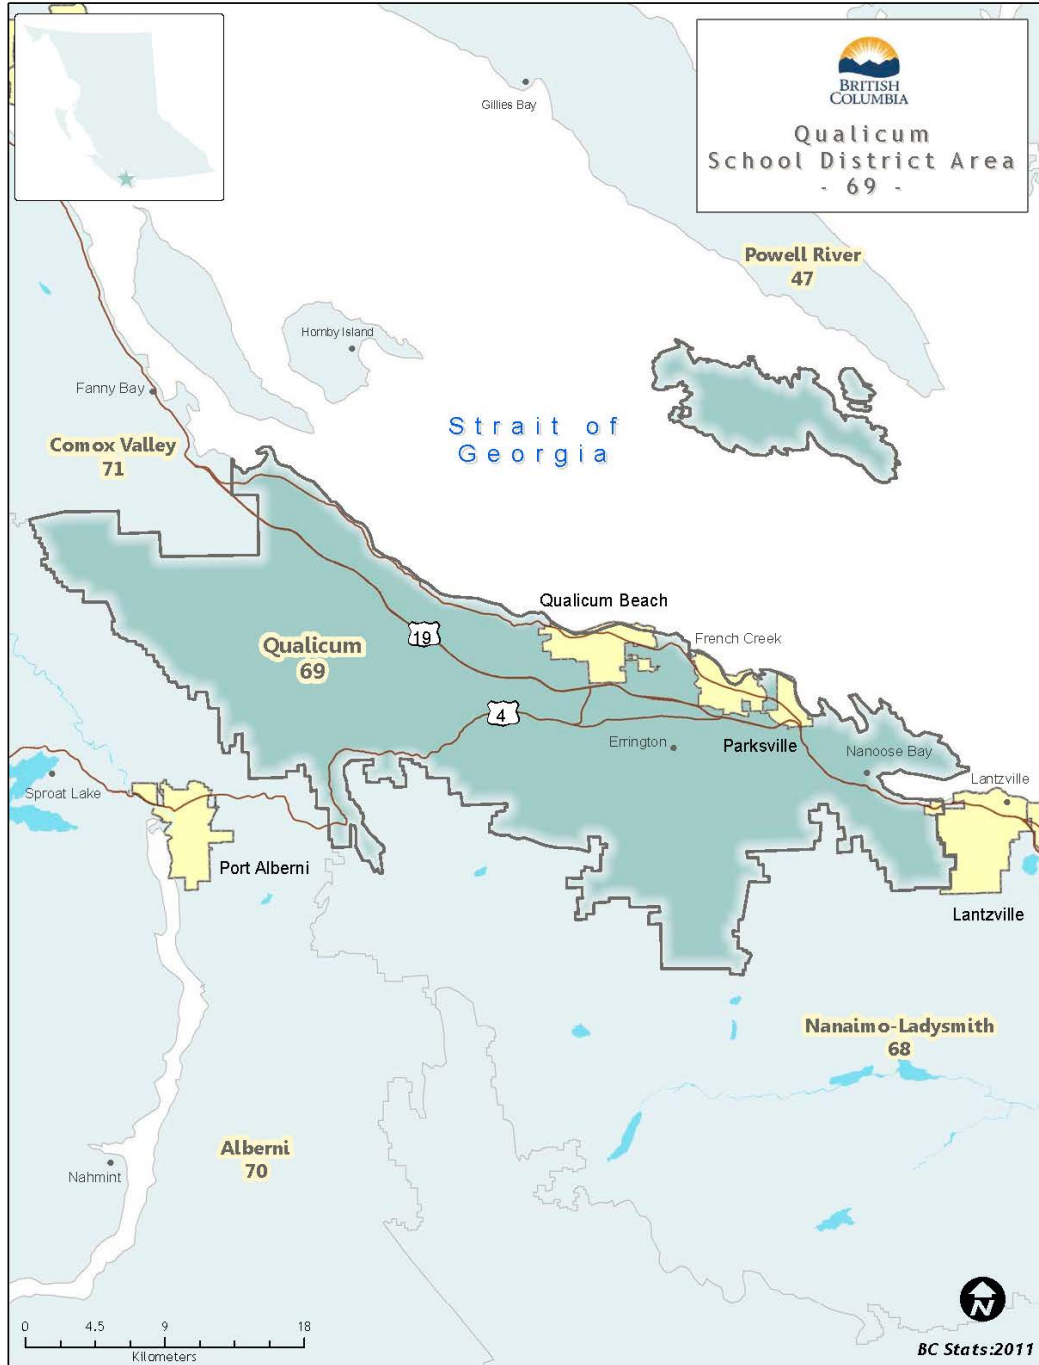 BRITISH
COLUMBIA
Qualicum
School District Area
- 69 -
Gillies Bay
Powell River
47
Hornby Island
Fanny Bay
Strait of
Georgia
Comox Valley
71
Qualicum Beach
French Creek
19
Qualicum
69
4
Errington
Parksville
Nanoose Bay
Lantzville
Sproat Lake
Port Alberni
Lantzville
Nanaimo-Ladysmith
68
Alberni
70
Nahmint
N
0 4.5 9 18
Kilometers
BC Stats:2011